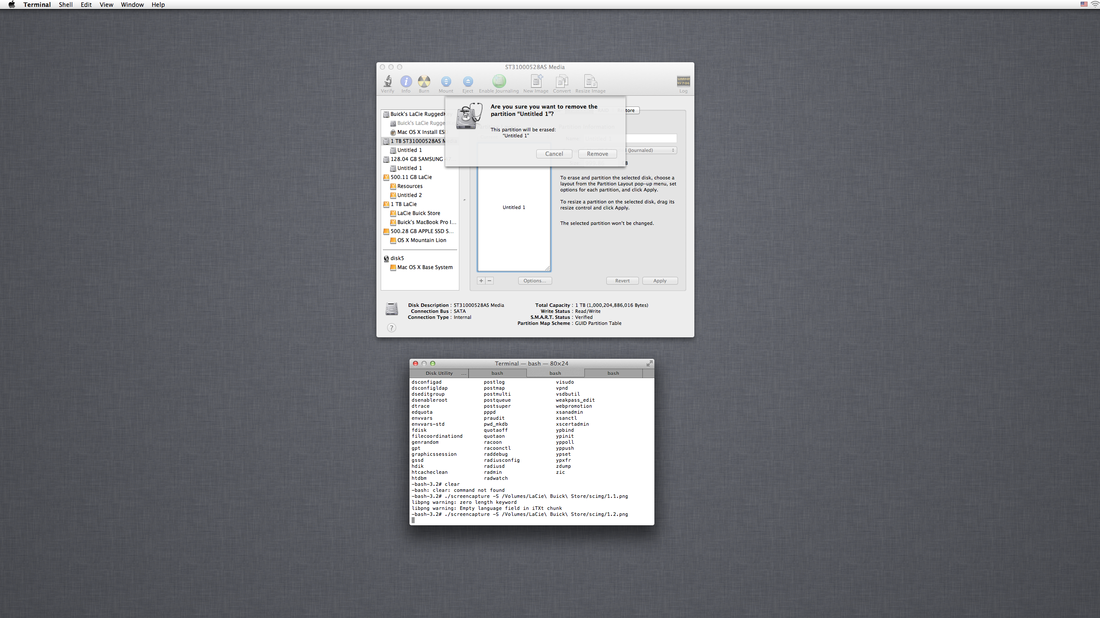 Terminal Shell Edit View Window Help
ST31000528AS Media
Verify Info Burn Mount Eject Enable Journaling New Image Convert Resize Image Log
Are you sure you want to remove the
partition “Untitled 1”?
This partition will be erased:
“Untitled 1”
Cancel Remove
Buick's LaCie Rugged
Buick's LaCie Rugg
Mac OS X Install ES
1 TB ST31000528AS M
Untitled 1
128.04 GB SAMSUNG
Untitled 1
500.11 GB LaCie
Resources
Untitled 2
1 TB LaCie
LaCie Buick Store
Buick's MacBook Pro I...
500.28 GB APPLE SSD S...
OS X Mountain Lion
disk5
Mac OS X Base System
Untitled 1
To erase and partition the selected disk, choose a
layout from the Partition Layout pop-up menu, set
options for each partition, and click Apply.
To resize a partition on the selected disk, drag its
resize control and click Apply.
The selected partition won't be changed.
+ − Options... Revert Apply
Disk Description : ST31000528AS Media
Connection Bus : SATA
Connection Type : Internal
Total Capacity : 1 TB (1,000,204,886,016 Bytes)
Write Status : Read/Write
S.M.A.R.T. Status : Verified
Partition Map Scheme : GUID Partition Table
?
Terminal — bash — 80×24
Disk Utility bash bash bash
dsconfigad postlog visudo
dsconfigldap postmap vpnd
dseditgroup postmulti vsdbutil
dsenableroot postqueue weakpass_edit
dtrace postsuper webpromotion
edquota pppd xsanadmin
envvars praudit xsanctl
envvars-std pwd_mkdb xscertadmin
fdisk quotaoff ypbind
filecoordinationd quotaon ypinit
genrandom racoon yppoll
gpt racoonctl yppush
graphicssession raddebug ypset
gssd radiusconfig ypxfr
hdik radiusd zdump
htcacheclean radmin zic
htdbm radwatch
-bash-3.2# clear
-bash: clear: command not found
-bash-3.2# ./screencapture -S /Volumes/LaCie\ Buick\ Store/scimg/1.1.png
libpng warning: zero length keyword
libpng warning: Empty language field in iTXt chunk
-bash-3.2# ./screencapture -S /Volumes/LaCie\ Buick\ Store/scimg/1.2.png